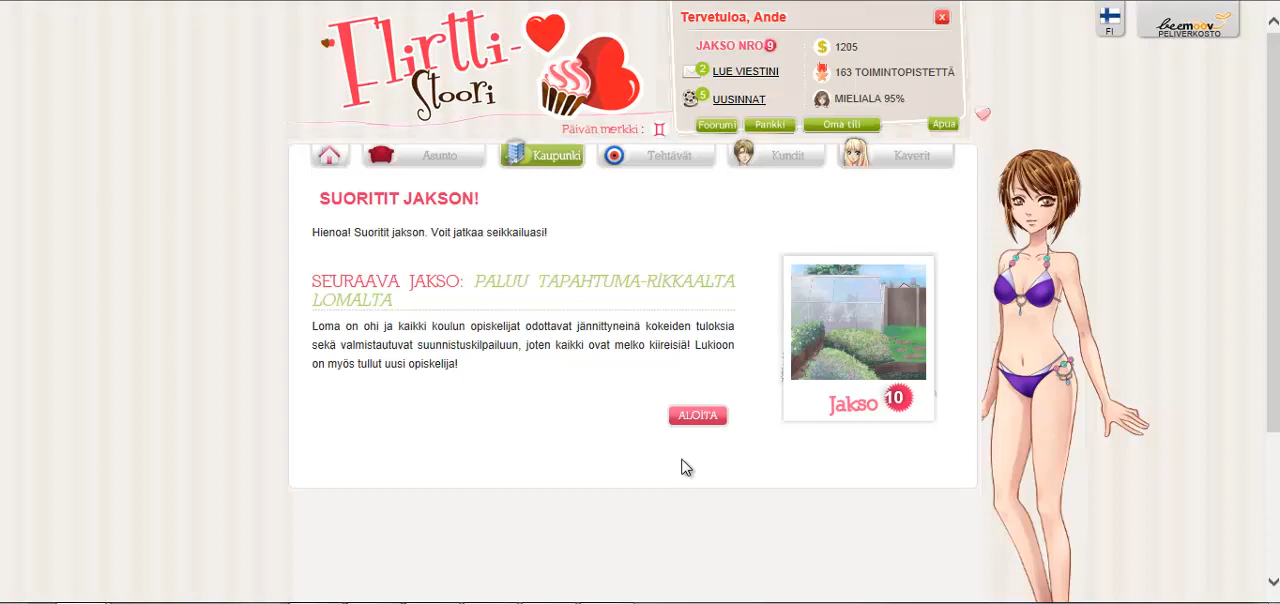 Flirtti-
Stoori
Päivän merkki :
Tervetuloa, Ande
JAKSO NRO 9
2 LUE VIESTINI
5 UUSINNAT
1205
163 TOIMINTOPISTETTÄ
MIELIALA 95%
Foorumi
Pankki
Oma tili
Apua
FI
beemoov
PELIVERKOSTO
Asunto
Kaupunki
Tehtävät
Kundit
Kaverit
SUORITIT JAKSON!
Hienoa! Suoritit jakson. Voit jatkaa seikkailuasi!
SEURAAVA JAKSO: PALUU TAPAHTUMA-RIKKAALTA
LOMALTA
Loma on ohi ja kaikki koulun opiskelijat odottavat jännittyneinä kokeiden tuloksia
sekä valmistautuvat suunnistuskilpailuun, joten kaikki ovat melko kiireisiä! Lukioon
on myös tullut uusi opiskelija!
ALOITA
Jakso 10